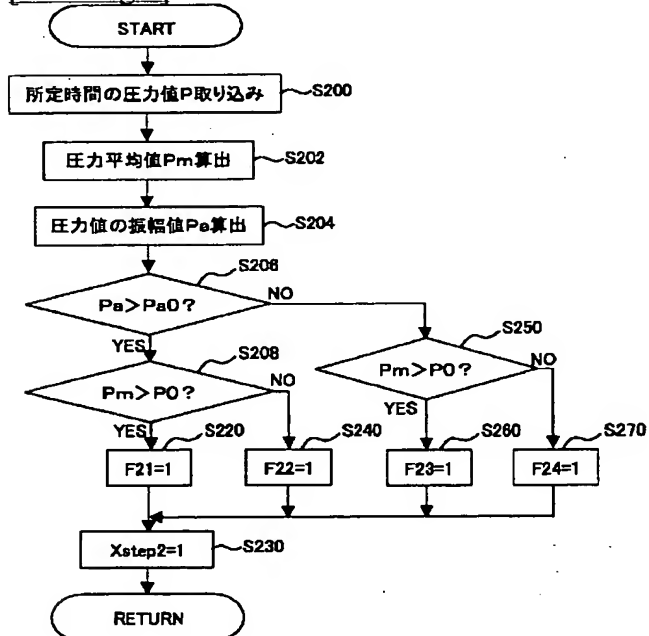 START
所定時間の圧力値P取り込み
S200
圧力平均値Pm算出
S202
圧力値の振幅値Pa算出
S204
S206
Pa>Pa0?
NO
YES
S208
Pm>P0?
NO
YES
S250
Pm>P0?
NO
YES
S220
F21=1
S240
F22=1
S260
F23=1
S270
F24=1
Xstep2=1
S230
RETURN